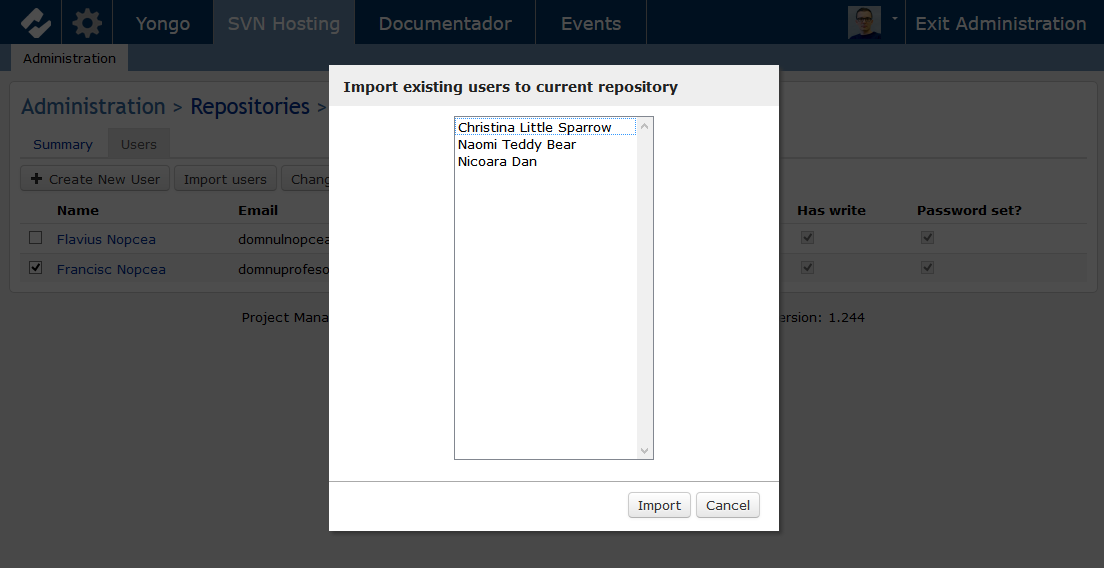 Yongo SVN Hosting Documentador Events Exit Administration
Administration
Import existing users to current repository
Administration > Repositories >
Christina Little Sparrow
Naomi Teddy Bear
Nicoara Dan
Summary Users
Create New User Import users Chang
Name Email Has write Password set?
Flavius Nopcea domnulnopcea
Francisc Nopcea domnuprofeso
Project Mana ersion: 1.244
Import Cancel